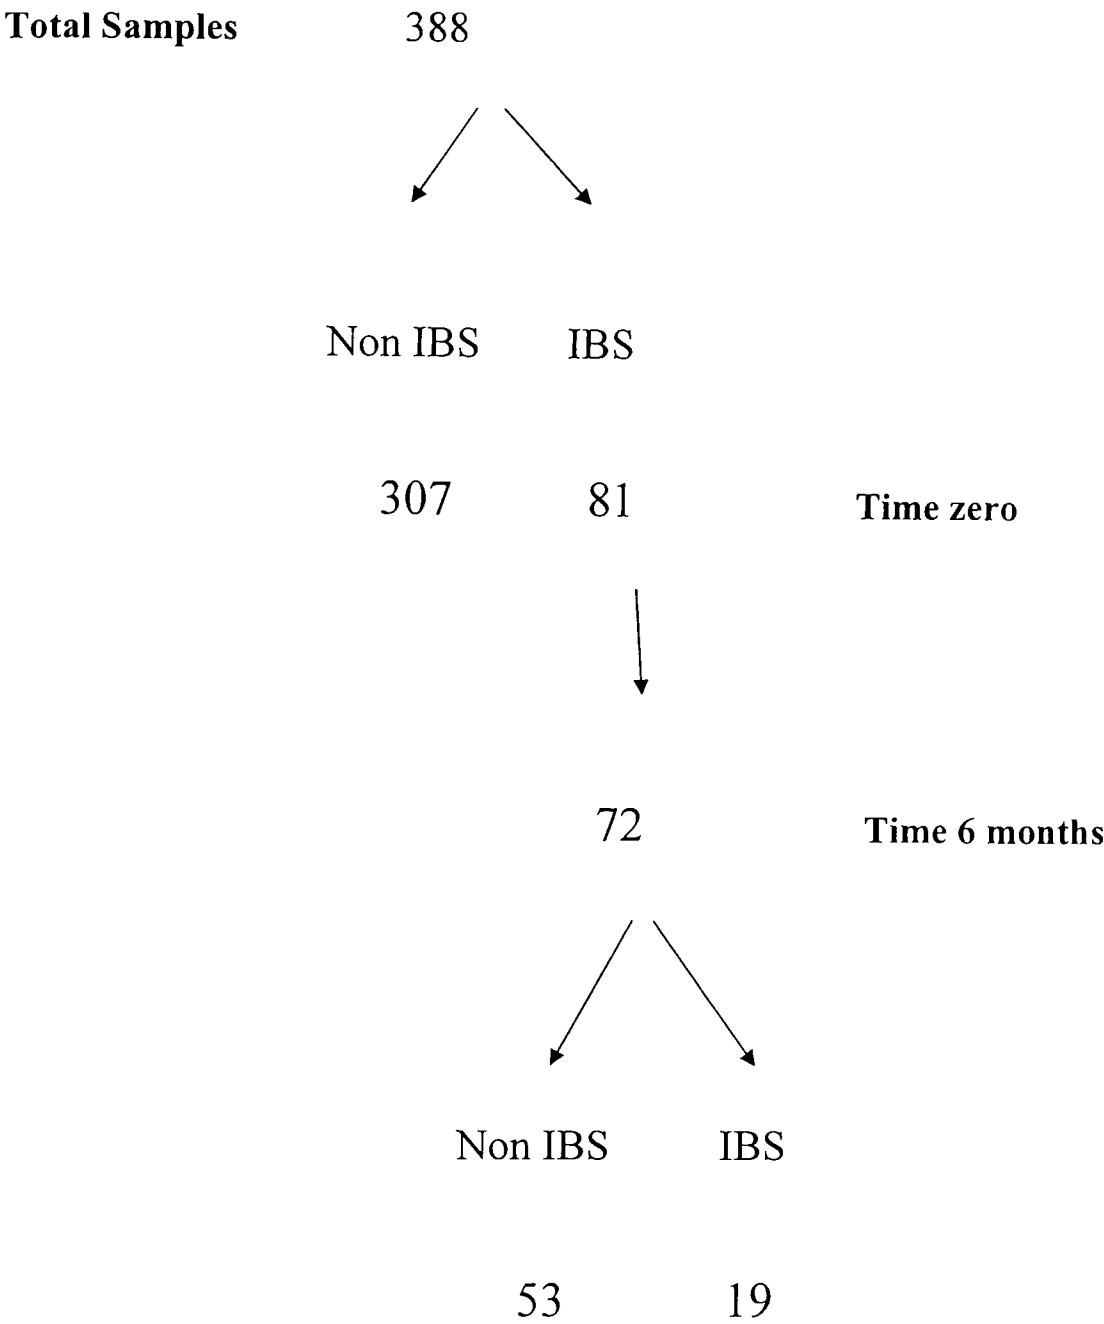 Total Samples 388
Non IBS IBS
307 81 Time zero
72 Time 6 months
Non IBS IBS
53 19